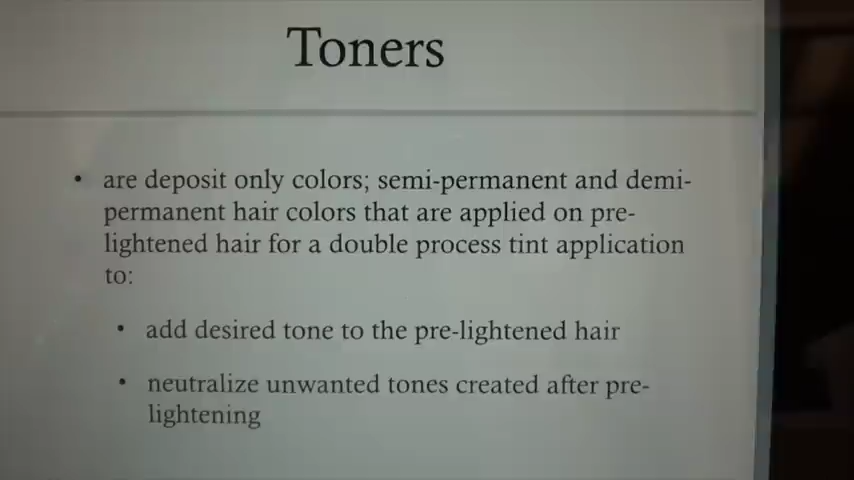 Toners
• are deposit only colors; semi-permanent and demi-
permanent hair colors that are applied on pre-
lightened hair for a double process tint application
to:
• add desired tone to the pre-lightened hair
• neutralize unwanted tones created after pre-
lightening